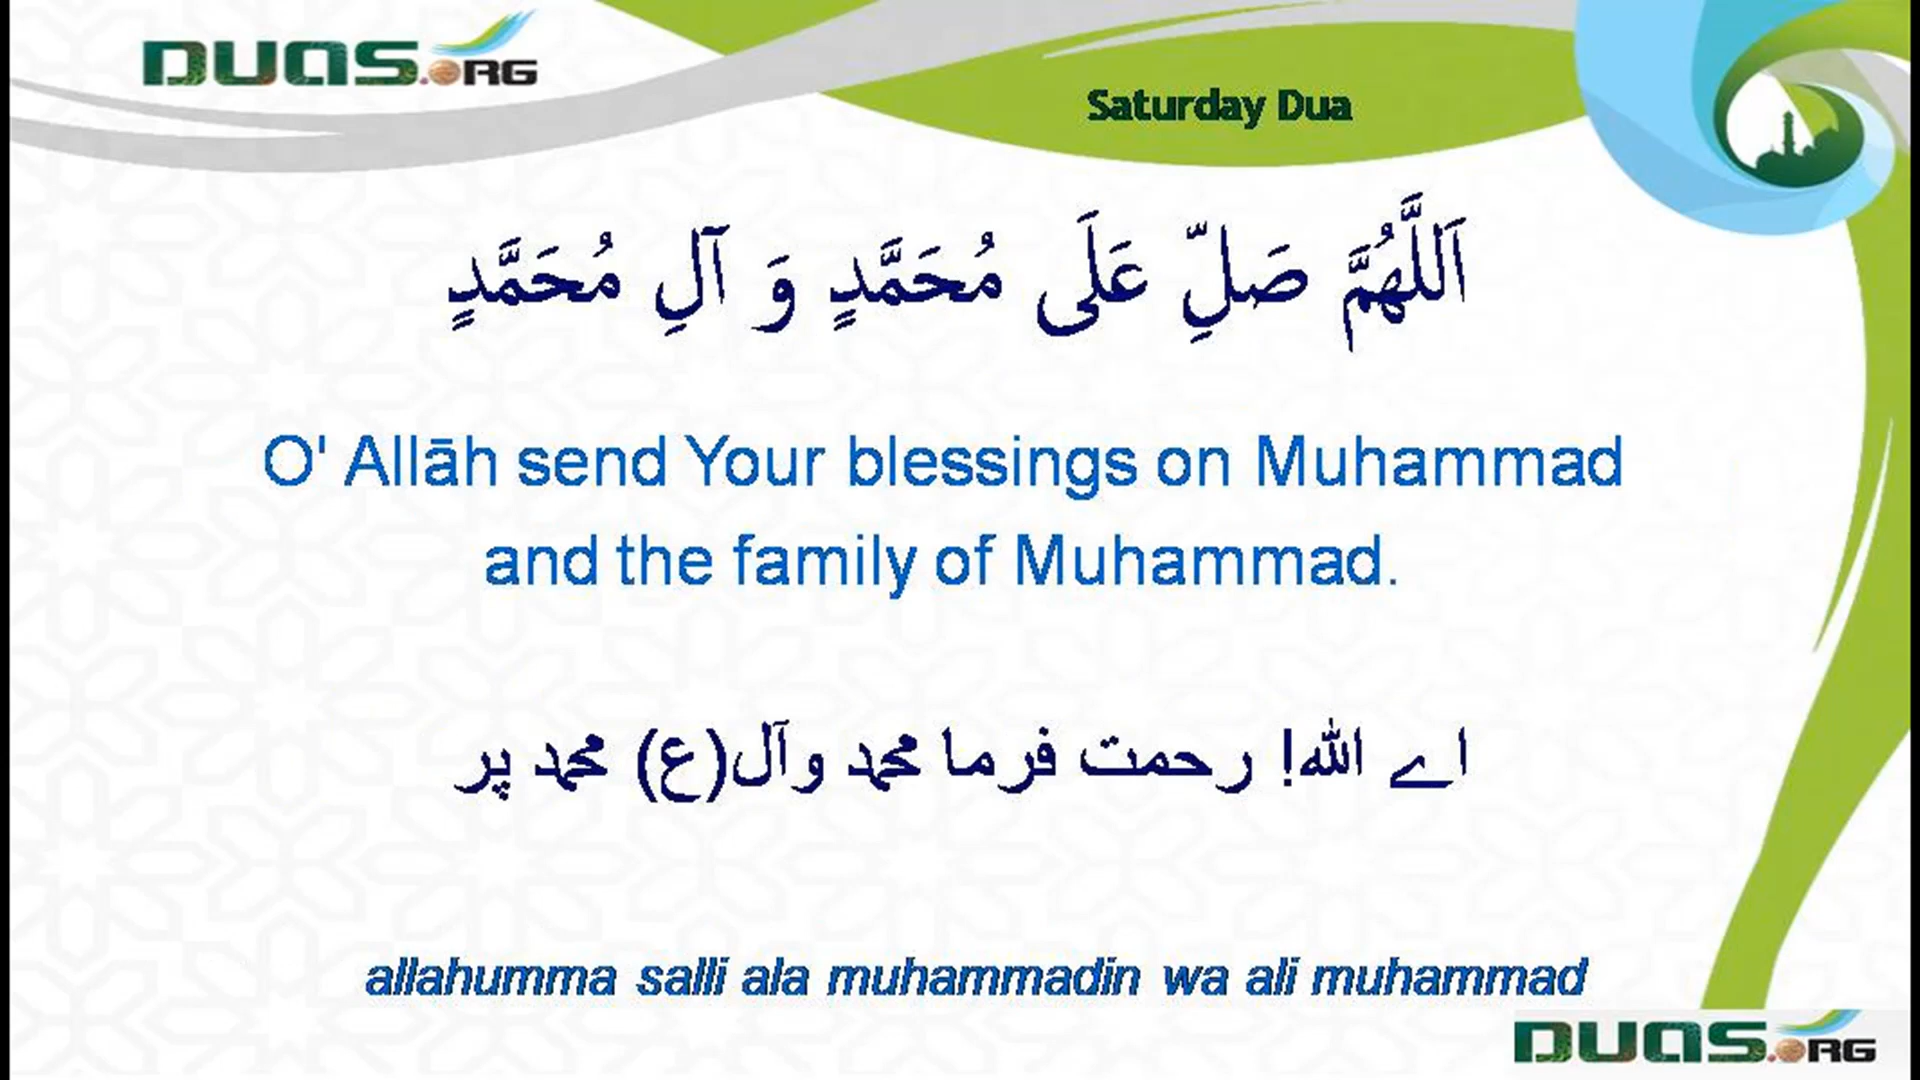 DUAS.ORG
Saturday Dua
اَللَّهُمَّ صَلِّ عَلَى مُحَمَّدٍ وَ آلِ مُحَمَّدٍ
O' Allāh send Your blessings on Muhammad
and the family of Muhammad.
اے الله! رحمت فرما محمد وآل(ع) محمد پر
allahumma salli ala muhammadin wa ali muhammad
DUAS.ORG